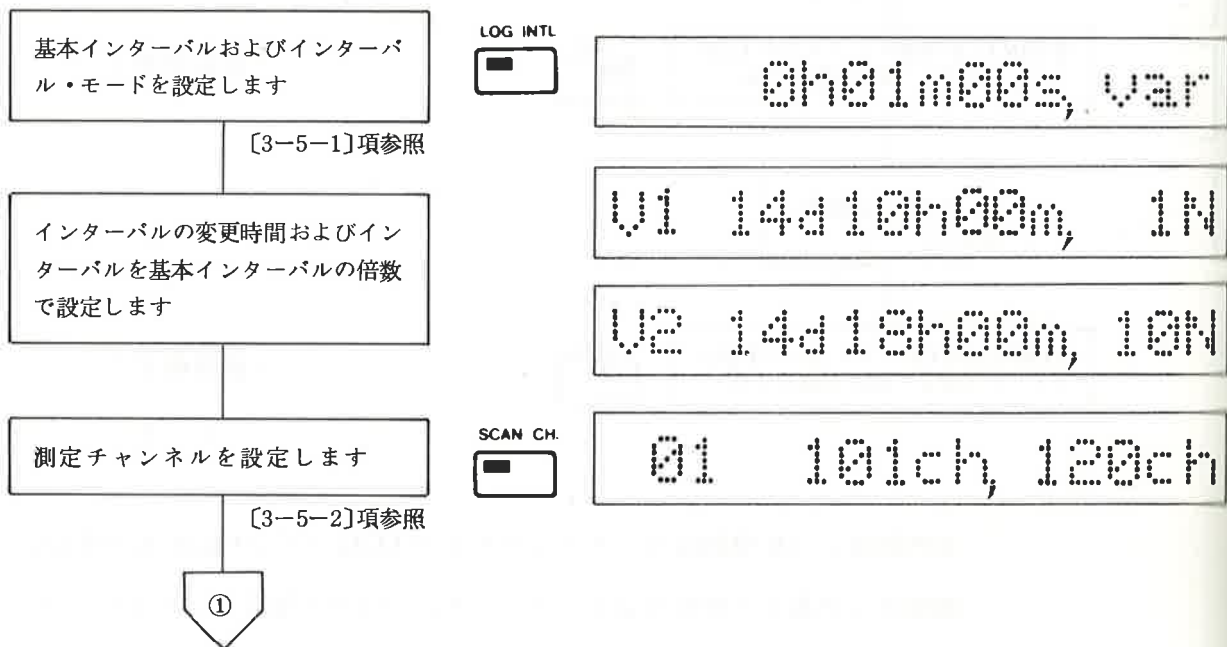 基本インターバルおよびインターバ
ル・モードを設定します
LOG INTL
0h01m00s, var
〔3-5-1〕項参照
インターバルの変更時間およびイン
ターバルを基本インターバルの倍数
で設定します
V1 14d10h00m, 1N
V2 14d18h00m, 10N
測定チャンネルを設定します
SCAN CH.
01 101ch, 120ch
〔3-5-2〕項参照
①